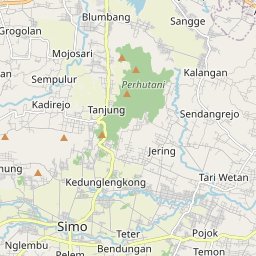 Blumbang
Grogolan
Sangge
Mojosari
Kalangan
Sempulur
Perhutani
Kadirejo
Tanjung
Sendangrejo
Jering
Tari Wetan
Kedunglengkong
Simo
Teter
Pojok
Nglembu
Bendungan
Temon